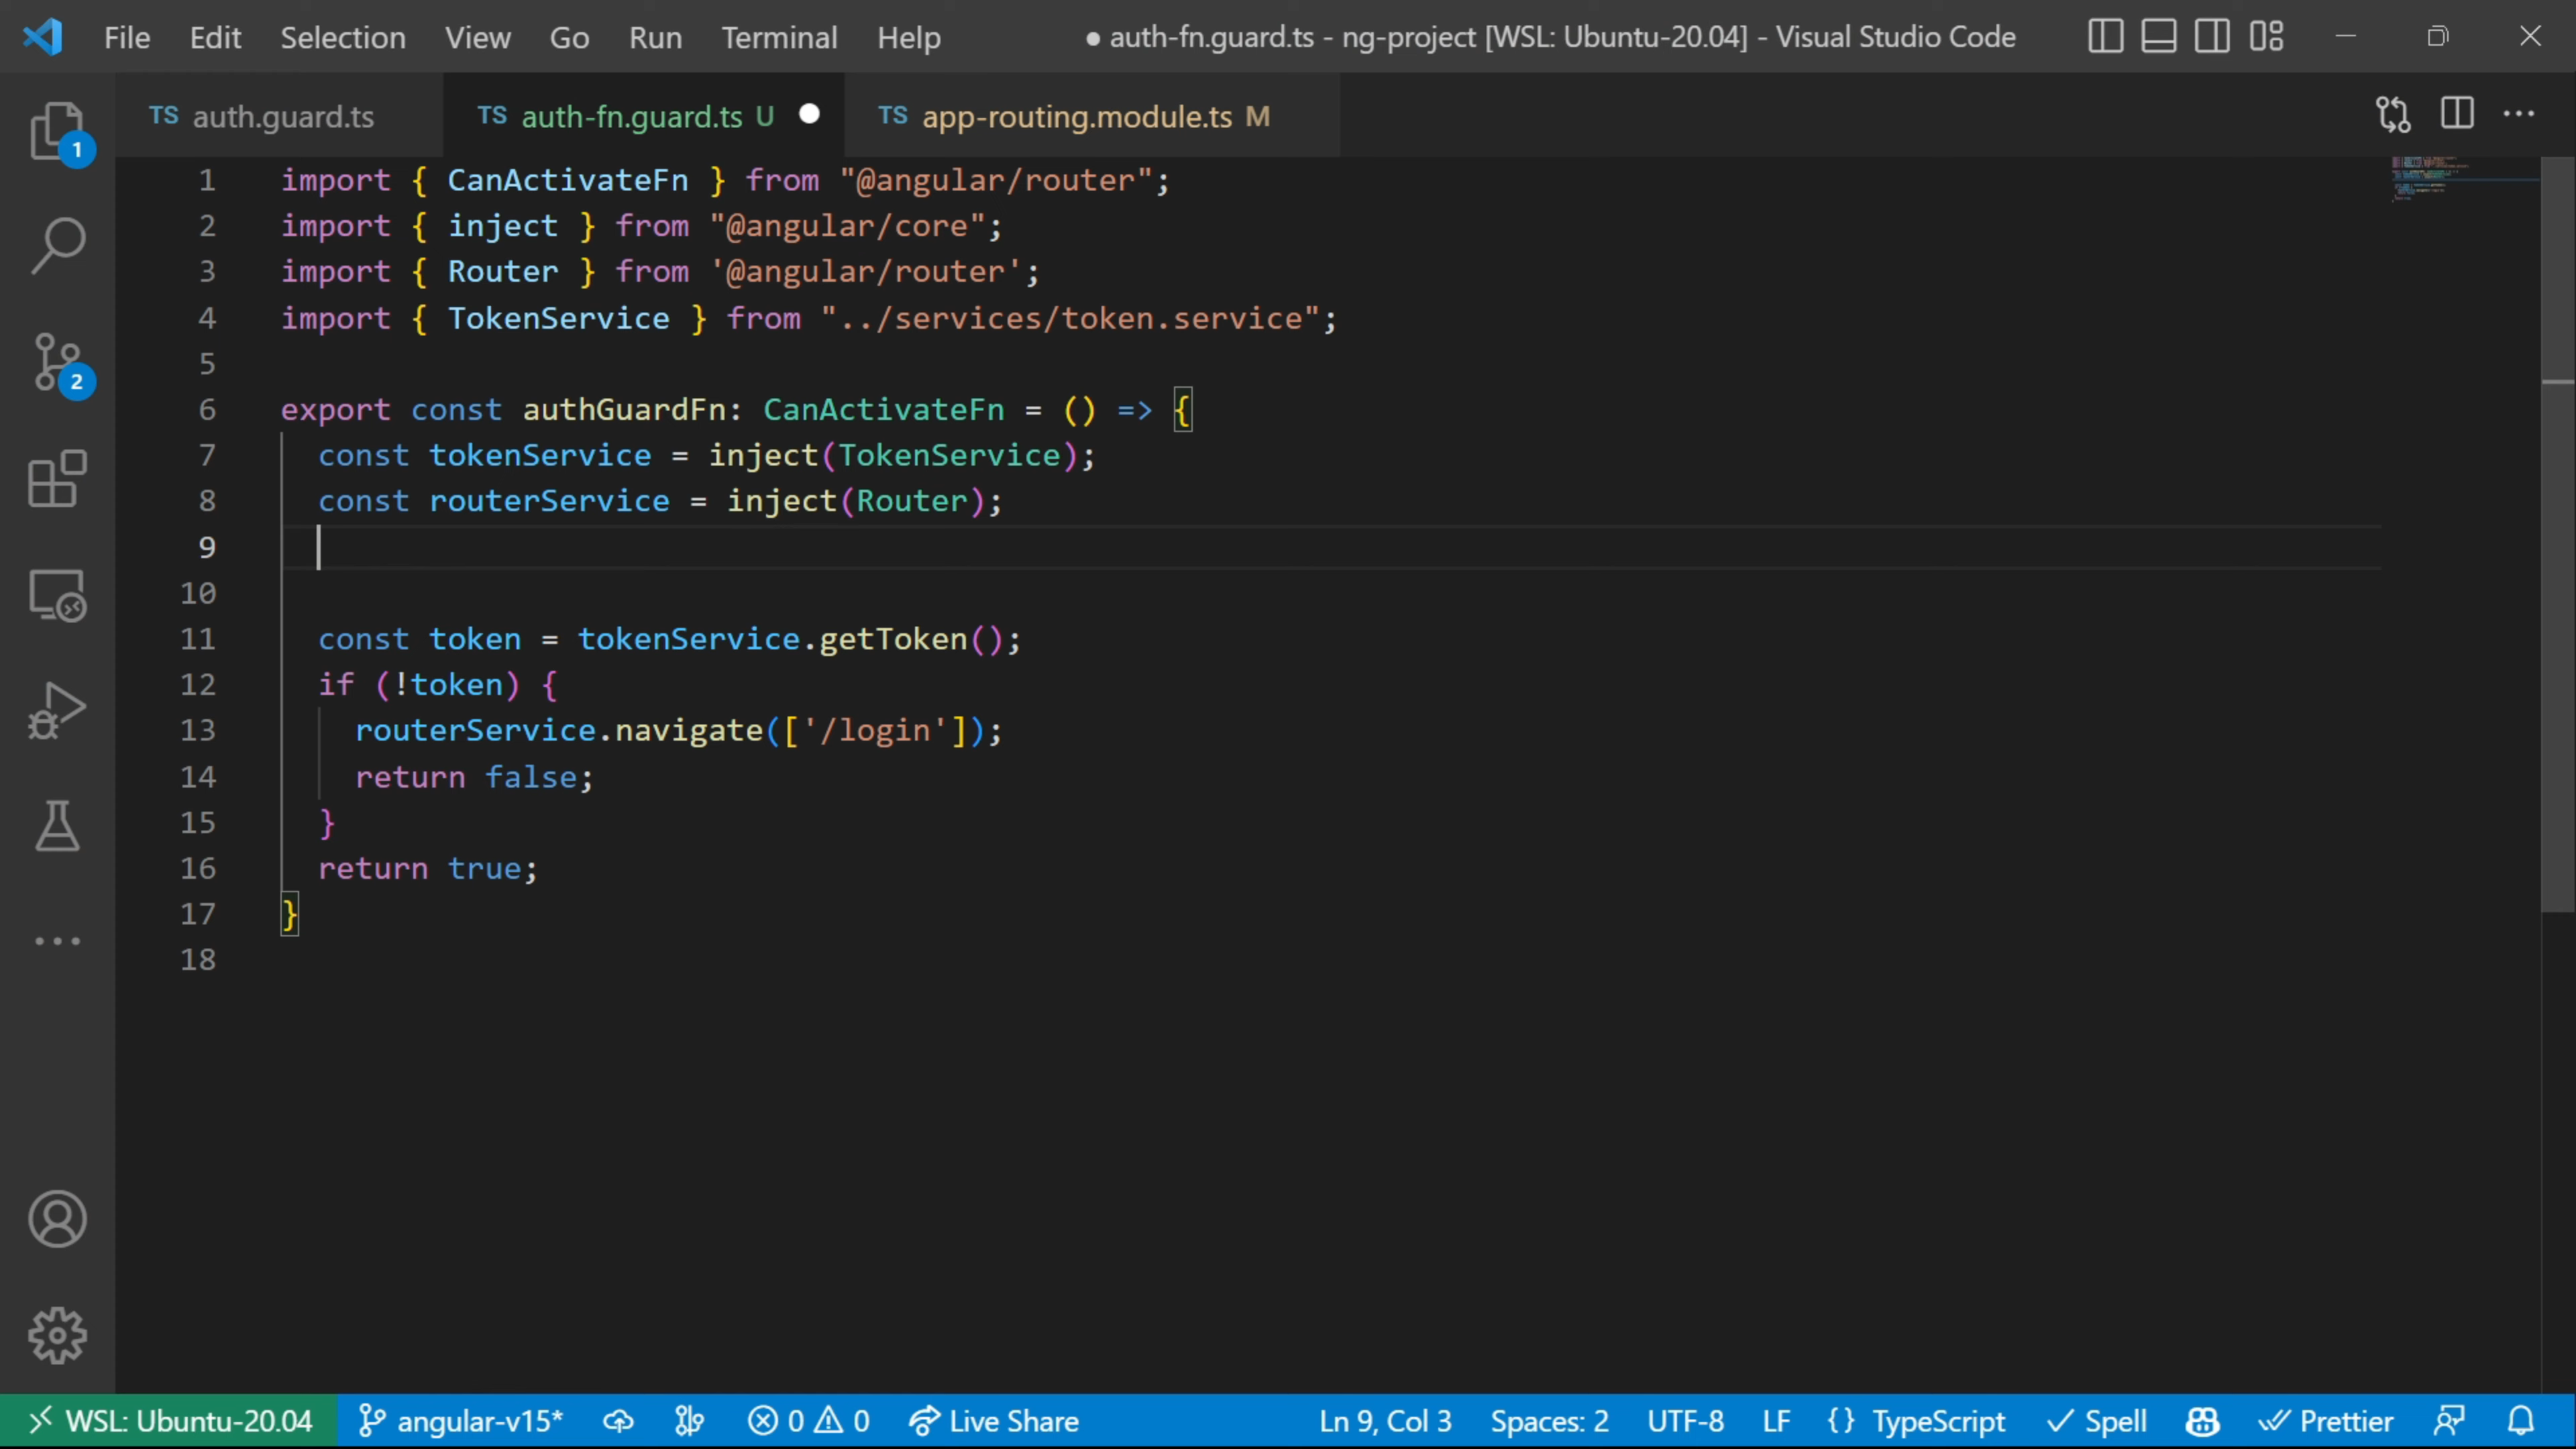 File Edit Selection View Go Run Terminal Help ● auth-fn.guard.ts - ng-project [WSL: Ubuntu-20.04] - Visual Studio Code
TS auth.guard.ts TS auth-fn.guard.ts U TS app-routing.module.ts M
1
2
1 import { CanActivateFn } from "@angular/router";
2 import { inject } from "@angular/core";
3 import { Router } from '@angular/router';
4 import { TokenService } from "../services/token.service";
5
6 export const authGuardFn: CanActivateFn = () => {
7 const tokenService = inject(TokenService);
8 const routerService = inject(Router);
9
10
11 const token = tokenService.getToken();
12 if (!token) {
13 routerService.navigate(['/login']);
14 return false;
15 }
16 return true;
17 }
18
WSL: Ubuntu-20.04 angular-v15* 0 0 Live Share Ln 9, Col 3 Spaces: 2 UTF-8 LF {} TypeScript Spell Prettier